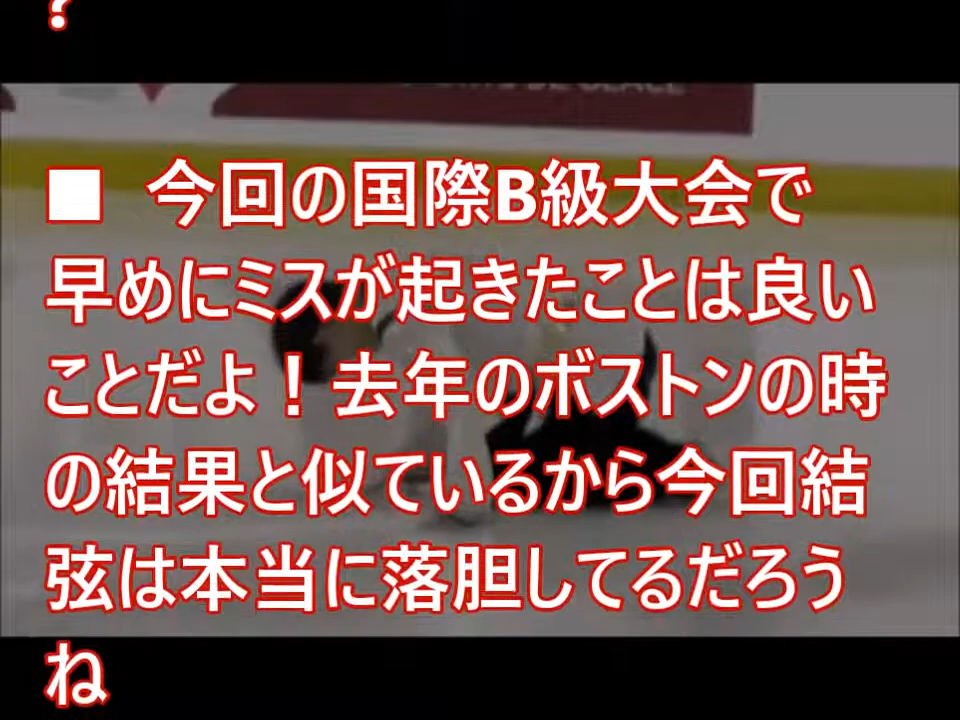 ?
■ 今回の国際B級大会で
早めにミスが起きたことは良い
ことだよ！去年のボストンの時
の結果と似ているから今回結
弦は本当に落胆してるだろう
ね